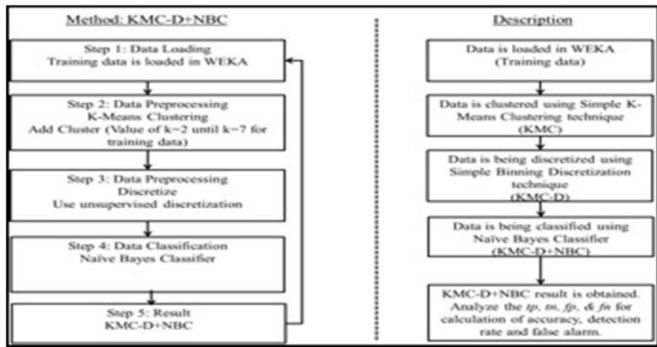 Method: KMC-D+NBC
Step 1: Data Loading
Training data is loaded in WEKA
Step 2: Data Preprocessing
K-Means Clustering
Add Cluster (Value of k=2 until k=7 for
training data)
Step 3: Data Preprocessing
Discretize
Use unsupervised discretization
Step 4: Data Classification
Naïve Bayes Classifier
Step 5: Result
KMC-D+NBC
Description
Data is loaded in WEKA
(Training data)
Data is clustered using Simple K-
Means Clustering technique
(KMC)
Data is being discretized using
Simple Binning Discretization
technique
(KMC-D)
Data is being classified using
Naïve Bayes Classifier
(KMC-D+NBC)
KMC-D+NBC result is obtained.
Analyze the tp, tn, fp, & fn for
calculation of accuracy, detection
rate and false alarm.